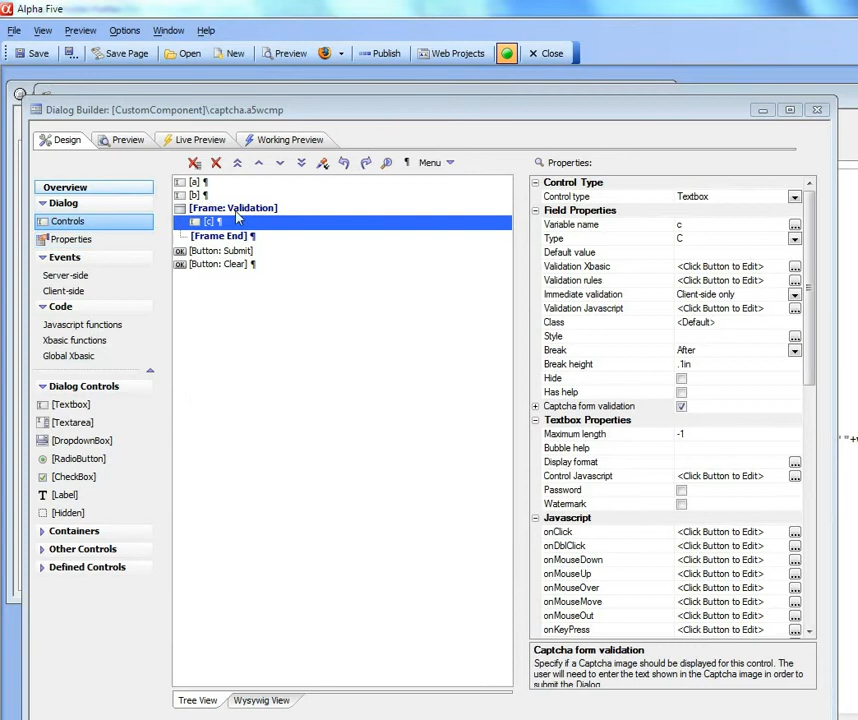 Alpha Five
File View Preview Options Window Help
Save Save Page Open New Preview Publish Web Projects Close
Dialog Builder: [CustomComponent]\captcha.a5wcmp
Design Preview Live Preview Working Preview
Menu
Overview
Dialog
Controls
Properties
Events
Server-side
Client-side
Code
Javascript functions
Xbasic functions
Global Xbasic
Dialog Controls
[Textbox]
[Textarea]
[DropdownBox]
[RadioButton]
[CheckBox]
[Label]
[Hidden]
Containers
Other Controls
Defined Controls
[a] ¶
[b] ¶
[Frame: Validation]
[c] ¶
[Frame End] ¶
[Button: Submit]
[Button: Clear] ¶
Tree View Wysywig View
Properties:
Control Type
Control type Textbox
Field Properties
Variable name c
Type C
Default value
Validation Xbasic <Click Button to Edit>
Validation rules <Click Button to Edit>
Immediate validation Client-side only
Validation Javascript <Click Button to Edit>
Class <Default>
Style
Break After
Break height .1in
Hide
Has help
Captcha form validation
Textbox Properties
Maximum length -1
Bubble help
Display format
Control Javascript <Click Button to Edit>
Password
Watermark
Javascript
onClick <Click Button to Edit>
onDblClick <Click Button to Edit>
onMouseDown <Click Button to Edit>
onMouseUp <Click Button to Edit>
onMouseOver <Click Button to Edit>
onMouseMove <Click Button to Edit>
onMouseOut <Click Button to Edit>
onKeyPress <Click Button to Edit>
Captcha form validation
Specify if a Captcha image should be displayed for this control. The
user will need to enter the text shown in the Captcha image in order to
submit the Dialog.